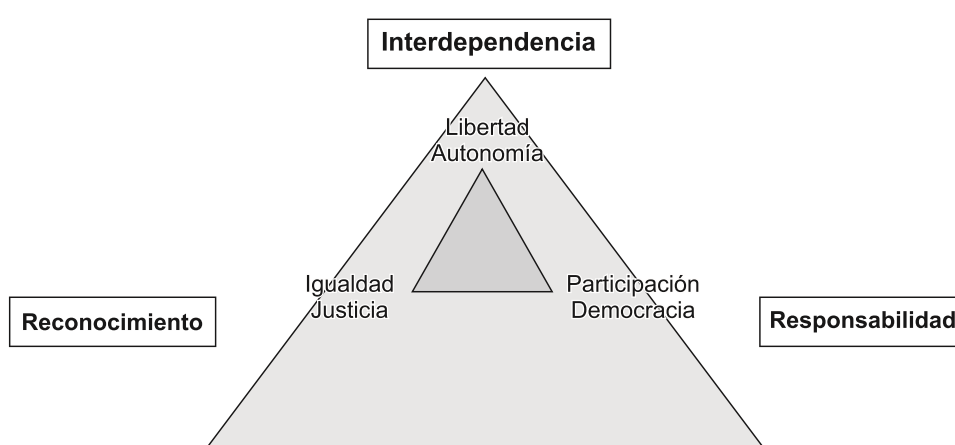 Interdependencia
Libertad
Autonomía
Igualdad
Justicia
Participación
Democracia
Reconocimiento
Responsabilidad